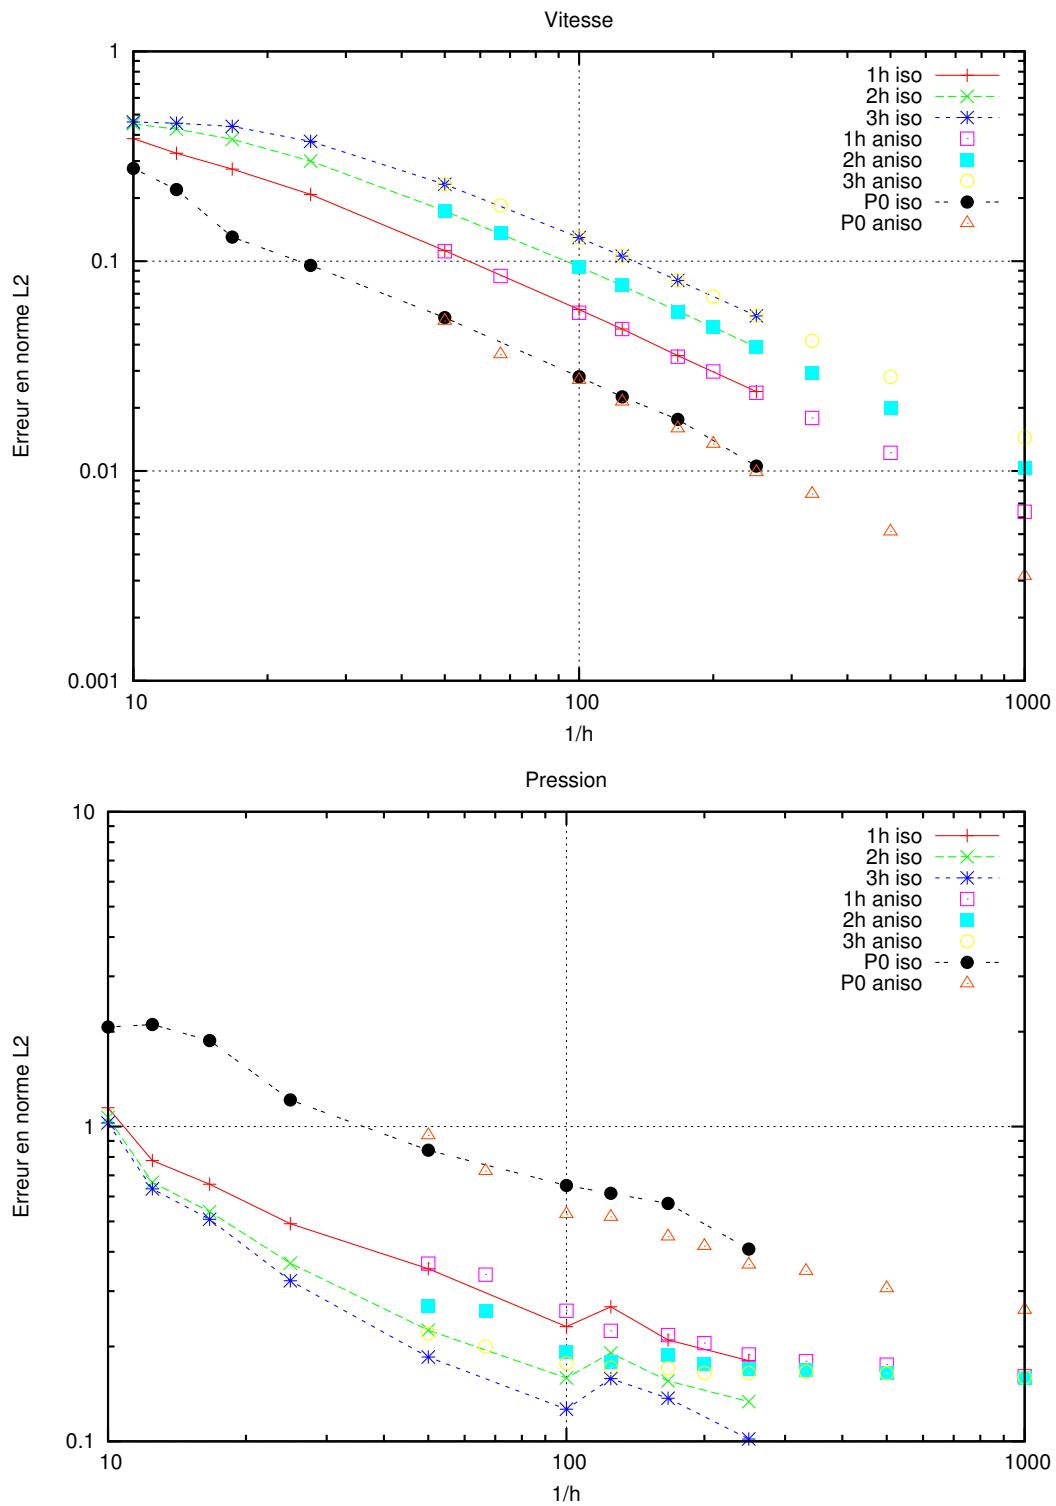 Vitesse
1
0.1
0.01
0.001
10
100
1000
1/h
Erreur en norme L2
1h iso
2h iso
3h iso
1h aniso
2h aniso
3h aniso
P0 iso
P0 aniso
Pression
10
1
0.1
10
100
1000
1/h
Erreur en norme L2
1h iso
2h iso
3h iso
1h aniso
2h aniso
3h aniso
P0 iso
P0 aniso